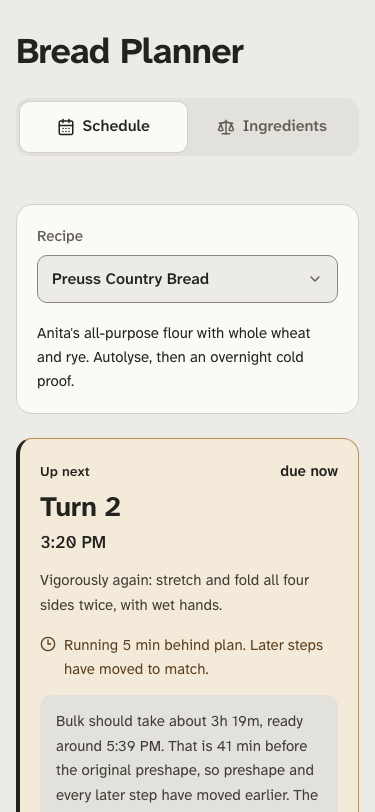 Bread Planner
Schedule
Ingredients
Recipe
Preuss Country Bread
Anita's all-purpose flour with whole wheat
and rye. Autolyse, then an overnight cold
proof.
Up next
due now
Turn 2
3:20 PM
Vigorously again: stretch and fold all four
sides twice, with wet hands.
Running 5 min behind plan. Later steps
have moved to match.
Bulk should take about 3h 19m, ready
around 5:39 PM. That is 41 min before
the original preshape, so preshape and
every later step have moved earlier. The